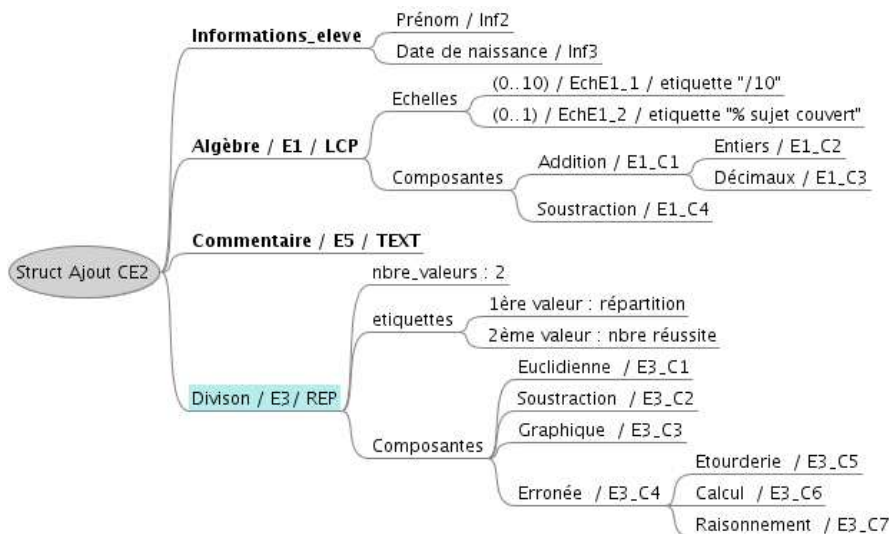 Informations_eleve
Prénom / Inf2
Date de naissance / Inf3
Algèbre / E1 / LCP
Echelles
(0..10) / EchE1_1 / etiquette "/10"
(0..1) / EchE1_2 / etiquette "% sujet couvert"
Composantes
Addition / E1_C1
Entiers / E1_C2
Décimaux / E1_C3
Soustraction / E1_C4
Commentaire / E5 / TEXT
Struct Ajout CE2
Divison / E3/ REP
nbre_valeurs : 2
etiquettes
1ère valeur : répartition
2ème valeur : nbre réussite
Composantes
Euclidienne / E3_C1
Soustraction / E3_C2
Graphique / E3_C3
Erronée / E3_C4
Etourderie / E3_C5
Calcul / E3_C6
Raisonnement / E3_C7